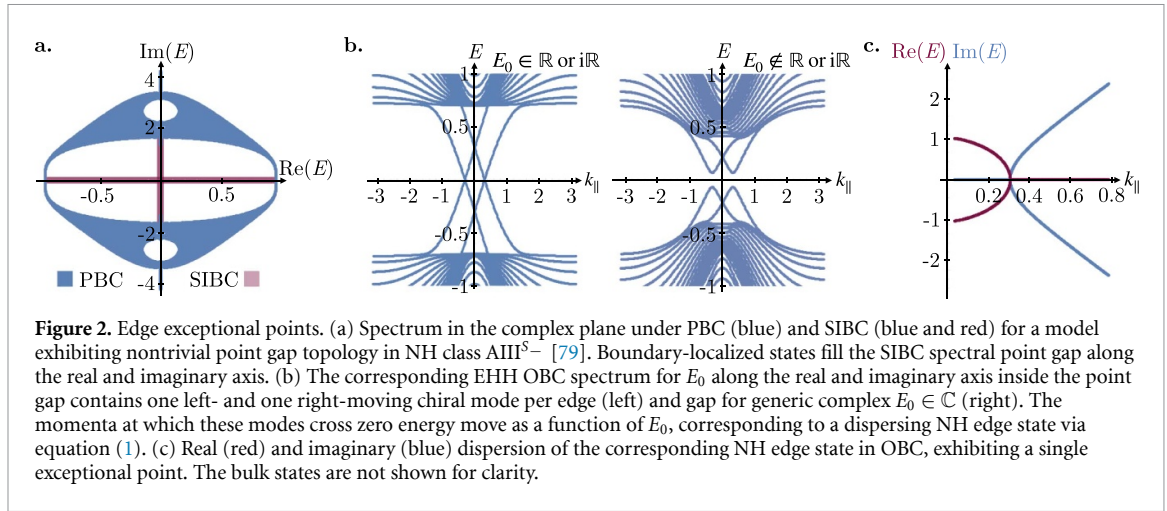 a.
Im(E)
4
2
Re(E)
-0.5
0.5
-2
-4
PBC
SIBC
b.
E
E₀ ∈ ℝ or iℝ
1
0.5
k∥
-3 -2 -1 1 2 3
-0.5
-1
E
E₀ ∉ ℝ or iℝ
1
0.5
k∥
-3 -2 -1 1 2 3
-0.5
-1
c.
Re(E) Im(E)
2
1
k∥
0.2 0.4 0.6 0.8
-1
-2
Figure 2. Edge exceptional points. (a) Spectrum in the complex plane under PBC (blue) and SIBC (blue and red) for a model
exhibiting nontrivial point gap topology in NH class AIII^{S−} [79]. Boundary-localized states fill the SIBC spectral point gap along
the real and imaginary axis. (b) The corresponding EHH OBC spectrum for E₀ along the real and imaginary axis inside the point
gap contains one left- and one right-moving chiral mode per edge (left) and gap for generic complex E₀ ∈ ℂ (right). The
momenta at which these modes cross zero energy move as a function of E₀, corresponding to a dispersing NH edge state via
equation (1). (c) Real (red) and imaginary (blue) dispersion of the corresponding NH edge state in OBC, exhibiting a single
exceptional point. The bulk states are not shown for clarity.